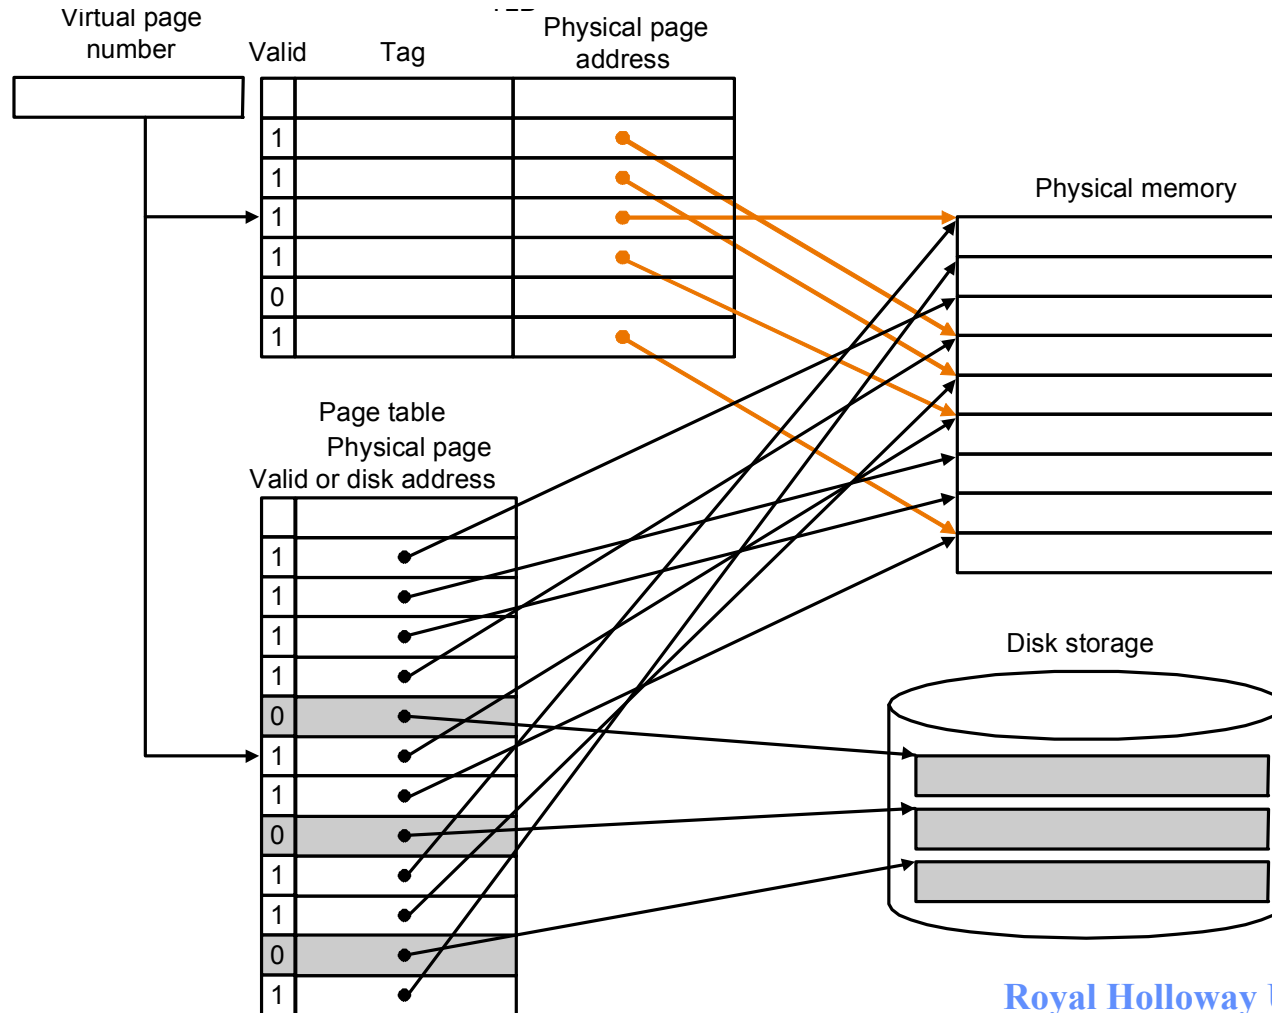 Virtual page
number
Valid
Tag
Physical page
address
1
1
1
1
0
1
Physical memory
Page table
Physical page
Valid or disk address
1
1
1
1
0
1
1
0
1
1
0
1
Disk storage
Royal Holloway